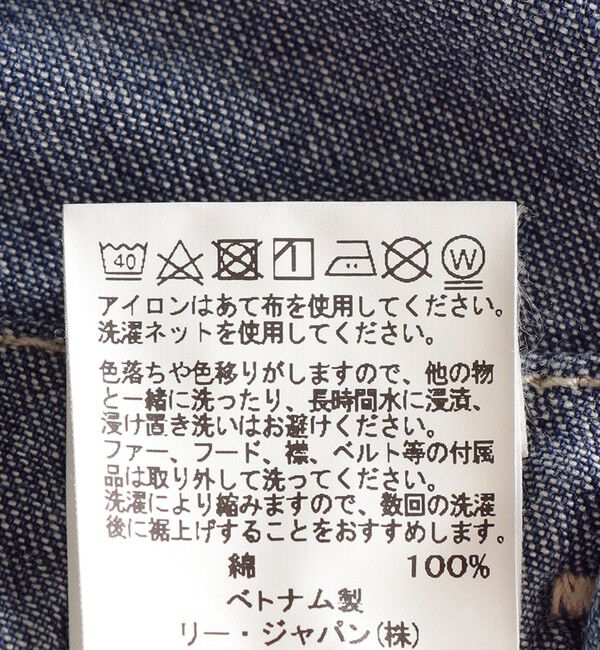 40 W
アイロンはあて布を使用してください。
洗濯ネットを使用してください。
色落ちや色移りがしますので、他の物
と一緒に洗ったり、長時間水に浸漬、
浸け置き洗いはお避けください。
ファー、フード、襟、ベルト等の付属
品は取り外して洗ってください。
洗濯により縮みますので、数回の洗濯
後に裾上げすることをおすすめします。
綿 100%
ベトナム製
リー・ジャパン(株)